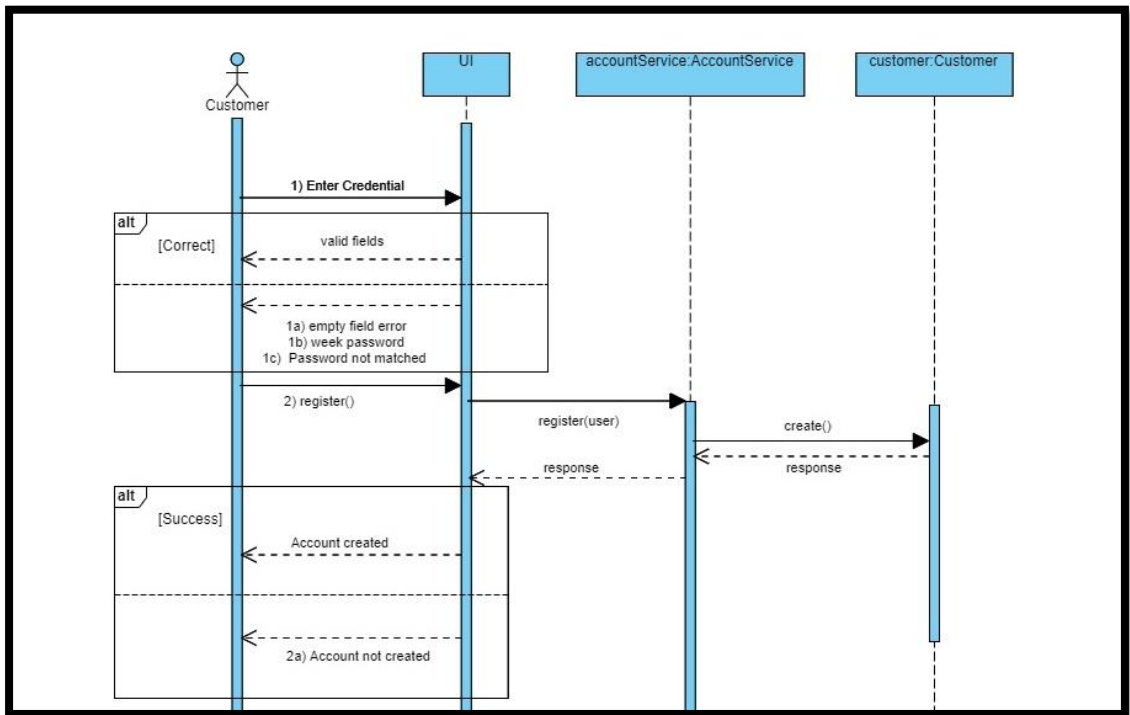 UI
accountService:AccountService
customer:Customer
Customer
1) Enter Credential
alt
[Correct]
valid fields
1a) empty field error
1b) week password
1c) Password not matched
2) register()
register(user)
create()
response
response
alt
[Success]
Account created
2a) Account not created